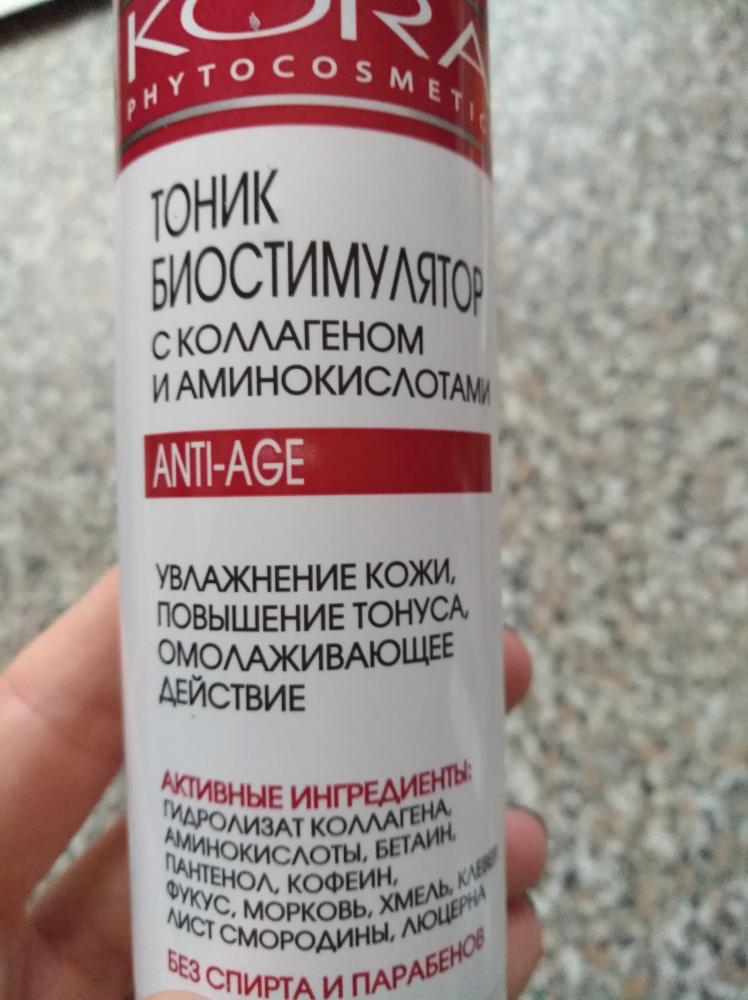 KORA
PHYTOCOSMETIC
ТОНИК
БИОСТИМУЛЯТОР
С КОЛЛАГЕНОМ
И АМИНОКИСЛОТАМИ
ANTI-AGE
УВЛАЖНЕНИЕ КОЖИ,
ПОВЫШЕНИЕ ТОНУСА,
ОМОЛАЖИВАЮЩЕЕ
ДЕЙСТВИЕ
АКТИВНЫЕ ИНГРЕДИЕНТЫ:
ГИДРОЛИЗАТ КОЛЛАГЕНА,
АМИНОКИСЛОТЫ, БЕТАИН,
ПАНТЕНОЛ, КОФЕИН,
ФУКУС, МОРКОВЬ, ХМЕЛЬ, КЛЕВЕР
ЛИСТ СМОРОДИНЫ, ЛЮЦЕРНА
БЕЗ СПИРТА И ПАРАБЕНОВ